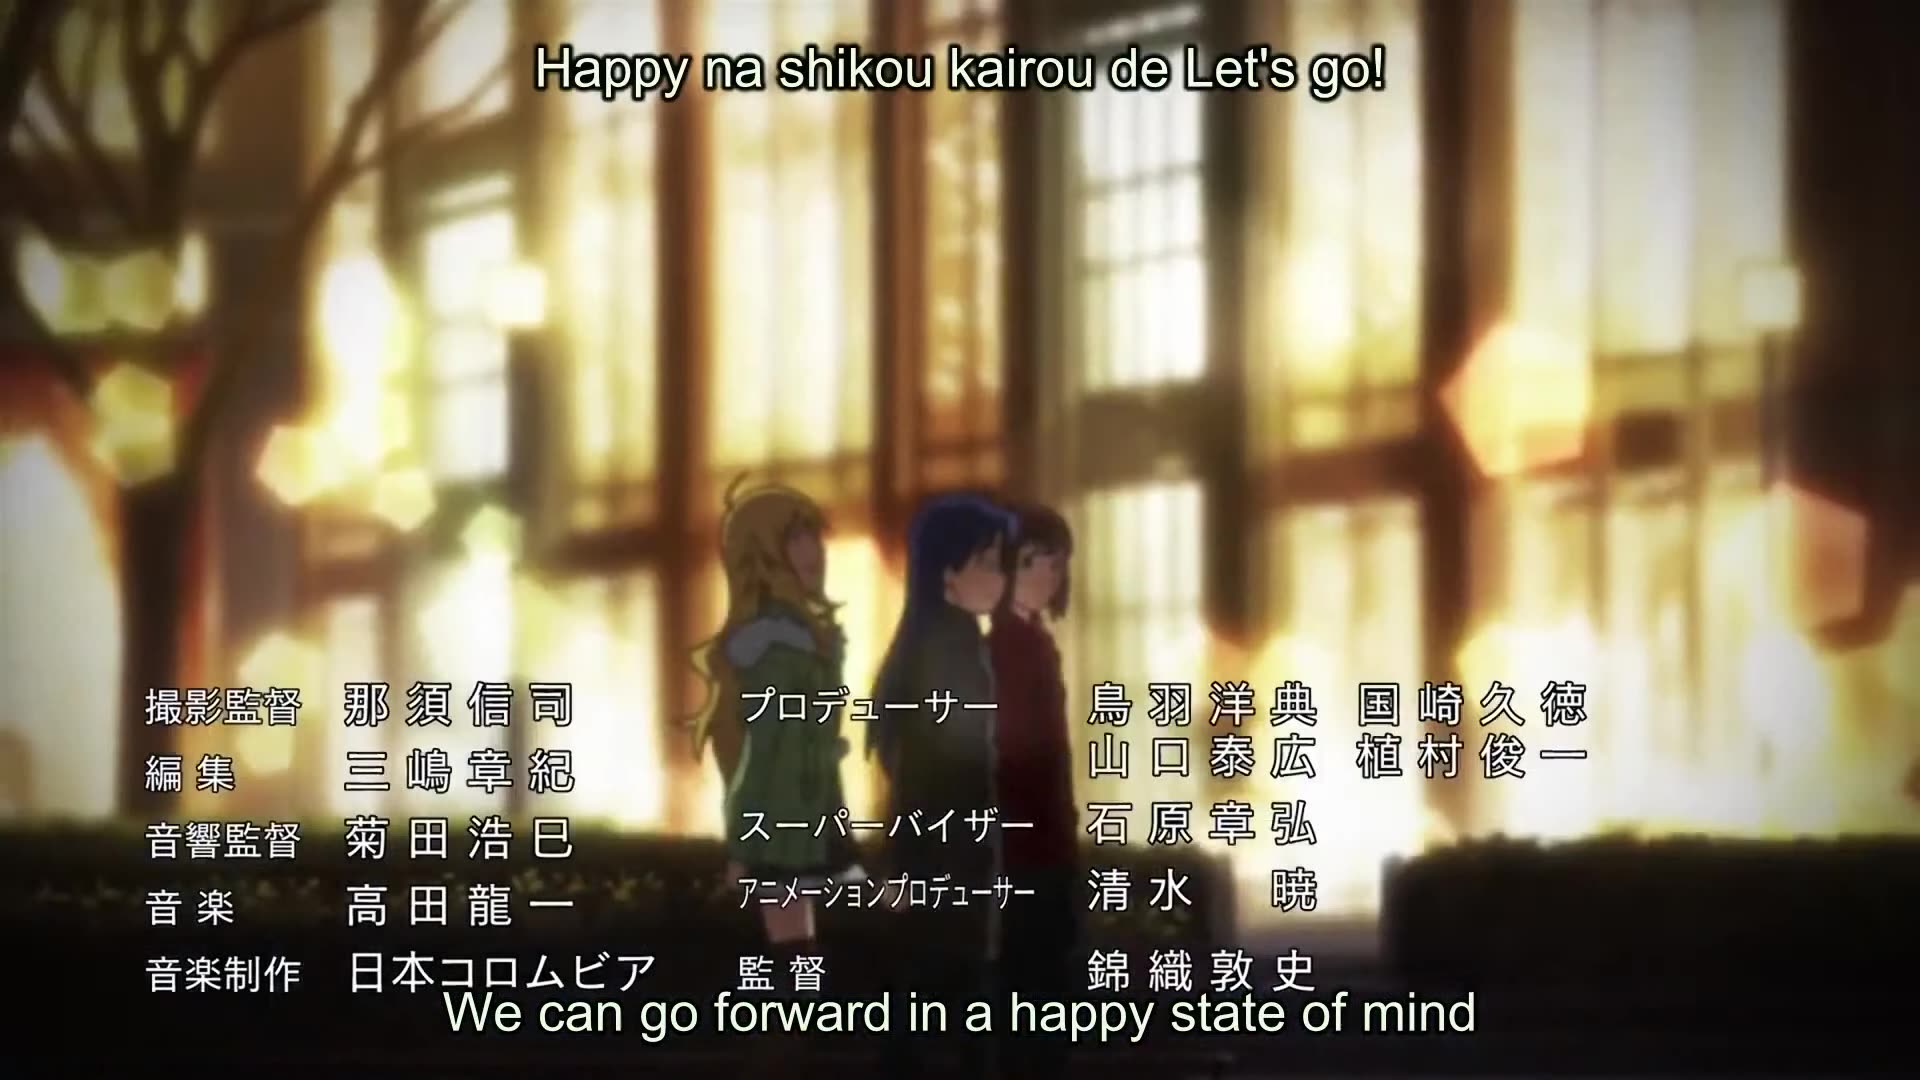 Happy na shikou kairou de Let's go!
撮影監督 那須信司
編集 三嶋章紀
音響監督 菊田浩巳
音楽 高田龍一
音楽制作 日本コロムビア
プロデューサー 鳥羽洋典 国崎久徳
山口泰広 植村俊一
スーパーバイザー 石原章弘
アニメーションプロデューサー 清水 暁
監督 錦織敦史
We can go forward in a happy state of mind